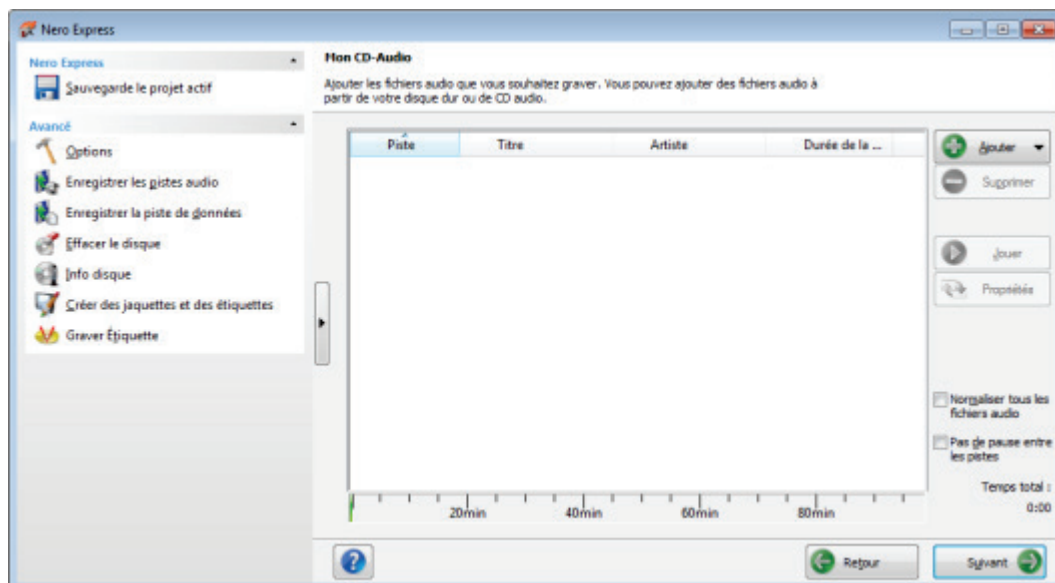 Nero Express
Nero Express
Sauvegarde le projet actif
Avancé
Options
Enregistrer les pistes audio
Enregistrer la piste de données
Effacer le disque
Info disque
Créer des jaquettes et des étiquettes
Graver Étiquette
Mon CD-Audio
Ajouter les fichiers audio que vous souhaitez graver. Vous pouvez ajouter des fichiers audio à
partir de votre disque dur ou de CD audio.
Piste Titre Artiste Durée de la ...
Ajouter
Supprimer
Jouer
Propriétés
Normaliser tous les
fichiers audio
Pas de pause entre
les pistes
Temps total :
0:00
20min 40min 60min 80min
?
Retour
Suivant